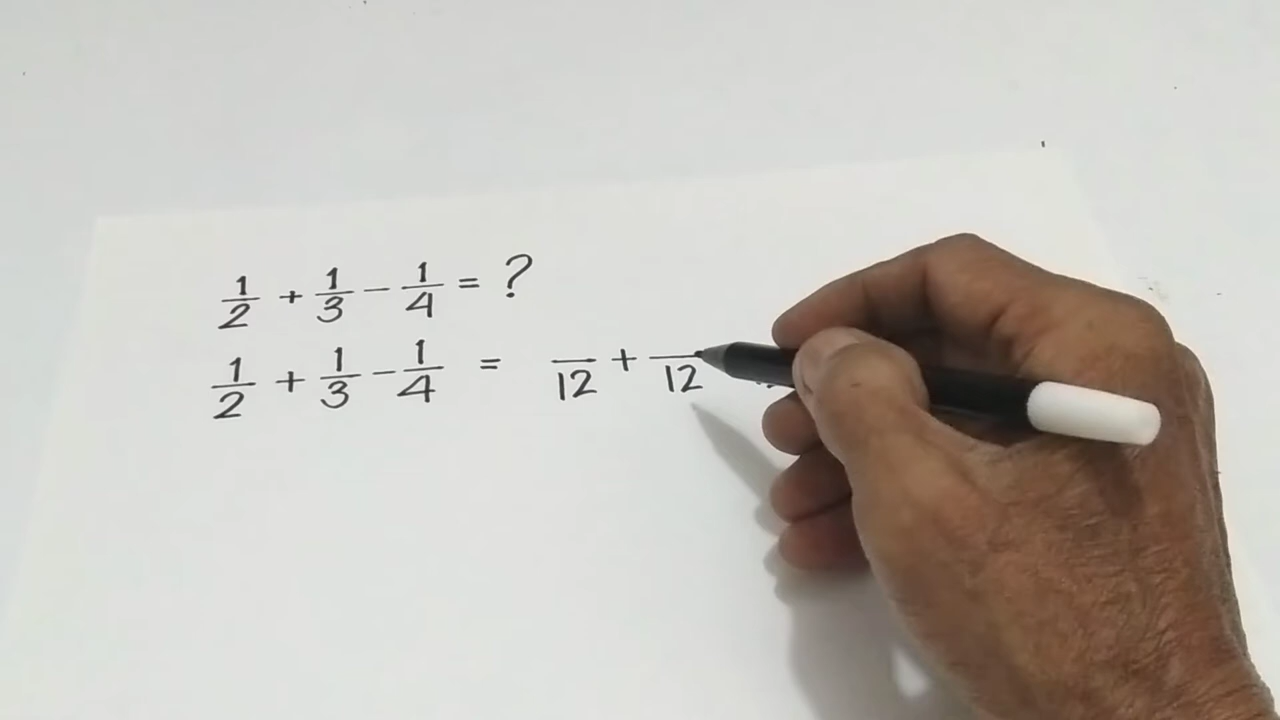 1/2 + 1/3 - 1/4 = ?
1/2 + 1/3 - 1/4 = /12 + /12